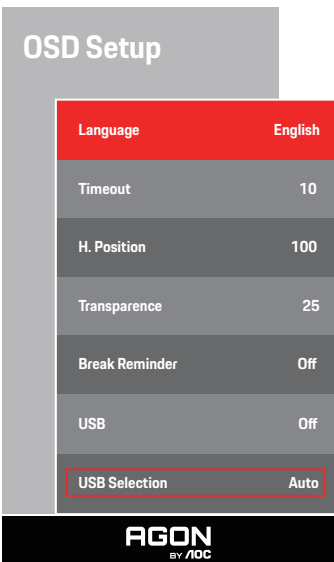 OSD Setup
Language English
Timeout 10
H. Position 100
Transparence 25
Break Reminder Off
USB Off
USB Selection Auto
AGON
BY AOC